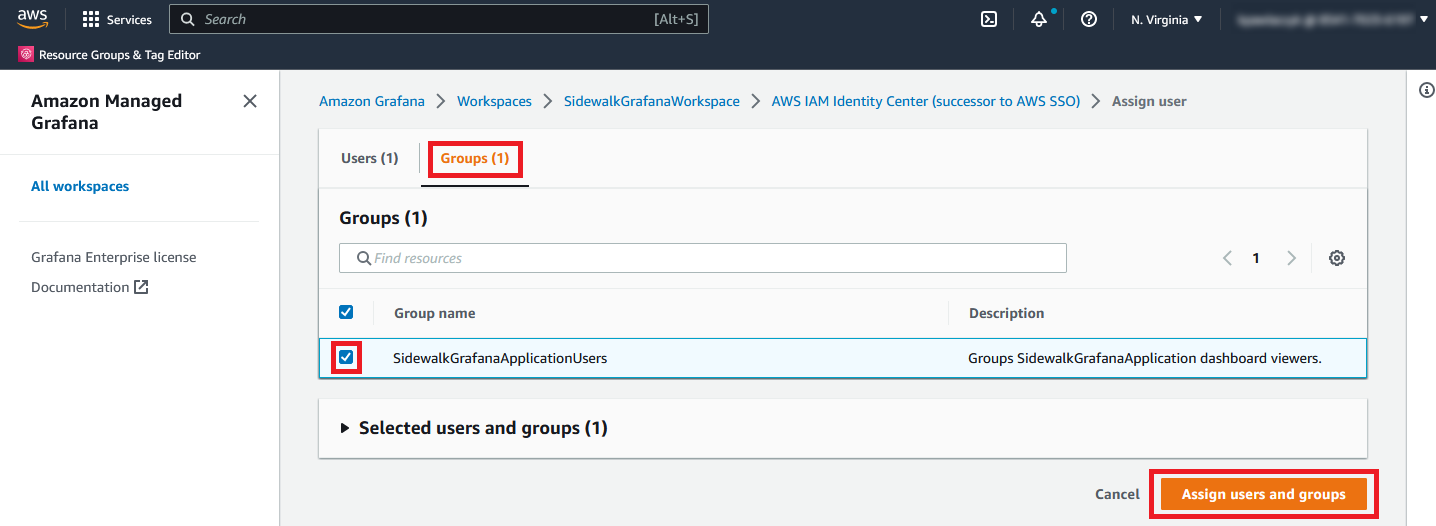 aws Services Search [Alt+S] N. Virginia
Resource Groups & Tag Editor
Amazon Managed
Grafana
All workspaces
Grafana Enterprise license
Documentation
Amazon Grafana > Workspaces > SidewalkGrafanaWorkspace > AWS IAM Identity Center (successor to AWS SSO) > Assign user
Users (1) Groups (1)
Groups (1)
Find resources 1
Group name Description
SidewalkGrafanaApplicationUsers Groups SidewalkGrafanaApplication dashboard viewers.
Selected users and groups (1)
Cancel Assign users and groups